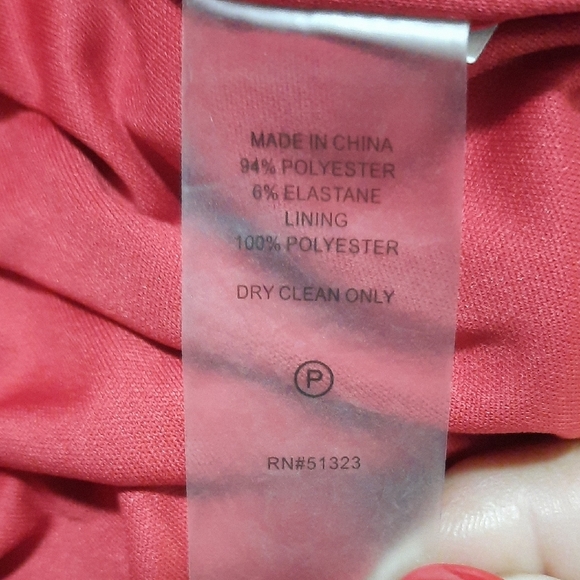 MADE IN CHINA
94% POLYESTER
6% ELASTANE
LINING
100% POLYESTER
DRY CLEAN ONLY
P
RN#51323